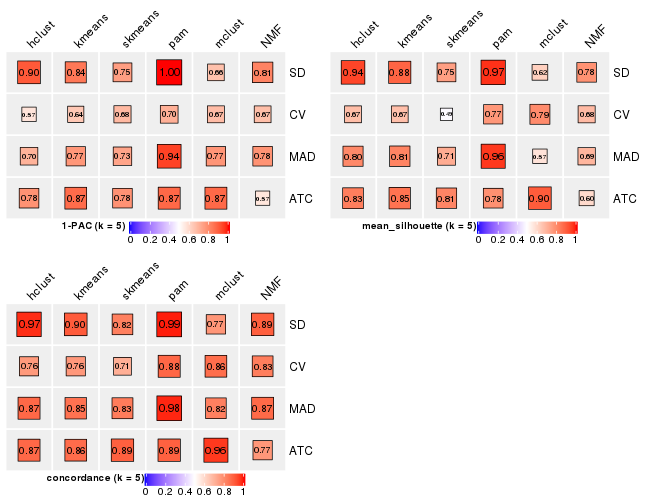 hclust kmeans skmeans pam mclust NMF
0.90 0.84 0.75 1.00 0.66 0.81 SD
0.57 0.64 0.68 0.70 0.67 0.67 CV
0.70 0.77 0.73 0.94 0.77 0.78 MAD
0.78 0.87 0.78 0.87 0.87 0.57 ATC
1-PAC (k = 5)
0 0.2 0.4 0.6 0.8 1
hclust kmeans skmeans pam mclust NMF
0.94 0.88 0.75 0.97 0.62 0.78 SD
0.67 0.67 0.49 0.77 0.79 0.68 CV
0.80 0.81 0.71 0.96 0.57 0.69 MAD
0.83 0.85 0.81 0.78 0.90 0.60 ATC
mean_silhouette (k = 5)
0 0.2 0.4 0.6 0.8 1
hclust kmeans skmeans pam mclust NMF
0.97 0.90 0.82 0.99 0.77 0.89 SD
0.76 0.76 0.71 0.88 0.86 0.83 CV
0.87 0.85 0.83 0.98 0.82 0.87 MAD
0.87 0.86 0.89 0.89 0.96 0.77 ATC
concordance (k = 5)
0 0.2 0.4 0.6 0.8 1